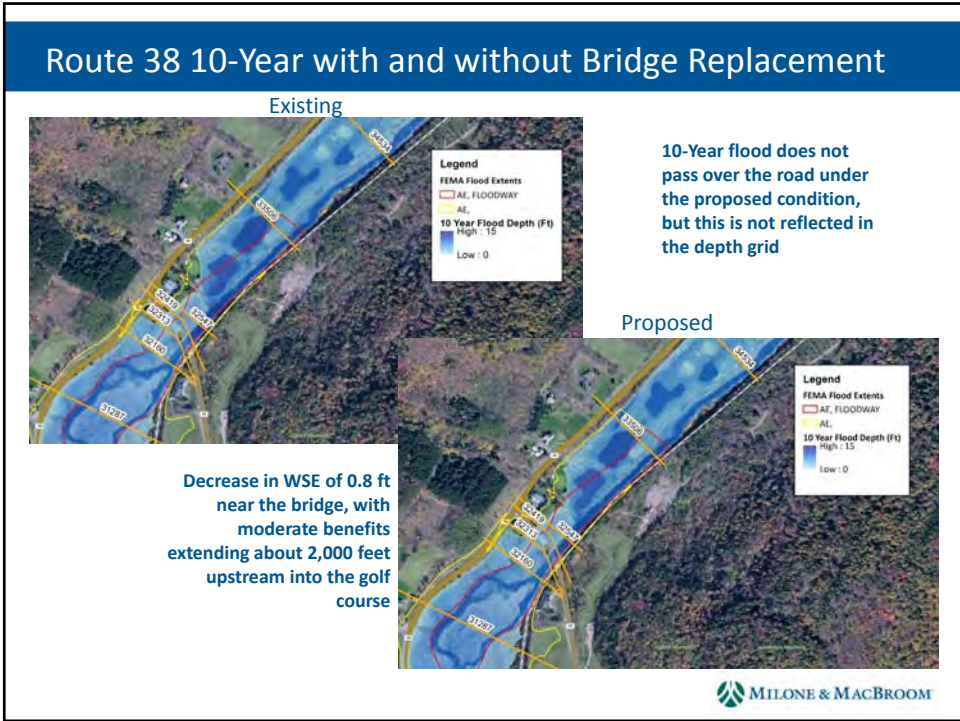 Route 38 10-Year with and without Bridge Replacement
Existing
34534
33506
32419
32313
32547
32160
31287
Legend
FEMA Flood Extents
AE, FLOODWAY
AE,
10 Year Flood Depth (Ft)
High : 15
Low : 0
10-Year flood does not
pass over the road under
the proposed condition,
but this is not reflected in
the depth grid
Proposed
34534
33506
32419
32313
32547
32160
31287
Legend
FEMA Flood Extents
AE, FLOODWAY
AE,
10 Year Flood Depth (Ft)
High : 15
Low : 0
Decrease in WSE of 0.8 ft
near the bridge, with
moderate benefits
extending about 2,000 feet
upstream into the golf
course
MILONE & MACBROOM